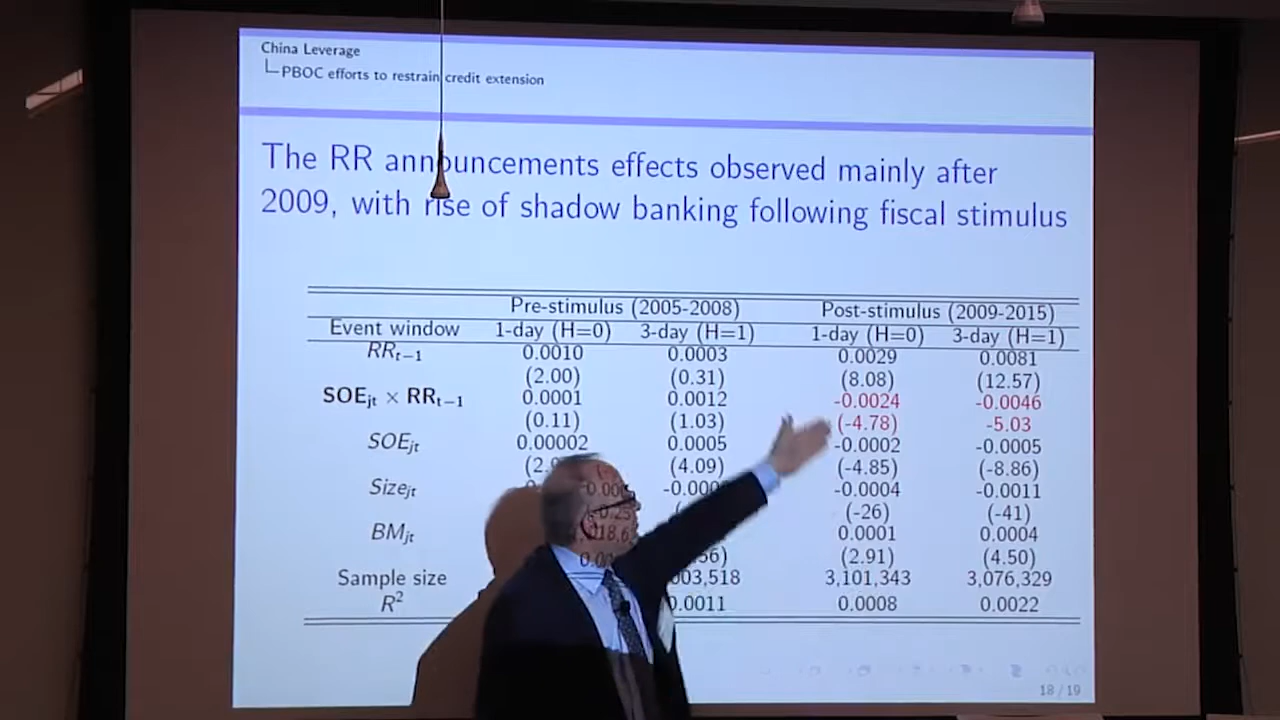 China Leverage
PBOC efforts to restrain credit extension
The RR announcements effects observed mainly after
2009, with rise of shadow banking following fiscal stimulus
Pre-stimulus (2005-2008) Post-stimulus (2009-2015)
Event window 1-day (H=0) 3-day (H=1) 1-day (H=0) 3-day (H=1)
RRt−1 0.0010 0.0003 0.0029 0.0081
(2.00) (0.31) (8.08) (12.57)
SOEjt × RRt−1 0.0001 0.0012 -0.0024 -0.0046
(0.11) (1.03) (-4.78) -5.03
SOEjt 0.00002 0.0005 -0.0002 -0.0005
(4.09) (-4.85) (-8.86)
Sizejt -0.0004 -0.0011
(-26) (-41)
BMjt 0.0001 0.0004
(2.91) (4.50)
Sample size 3,101,343 3,076,329
R2 0.0011 0.0008 0.0022
18 / 19